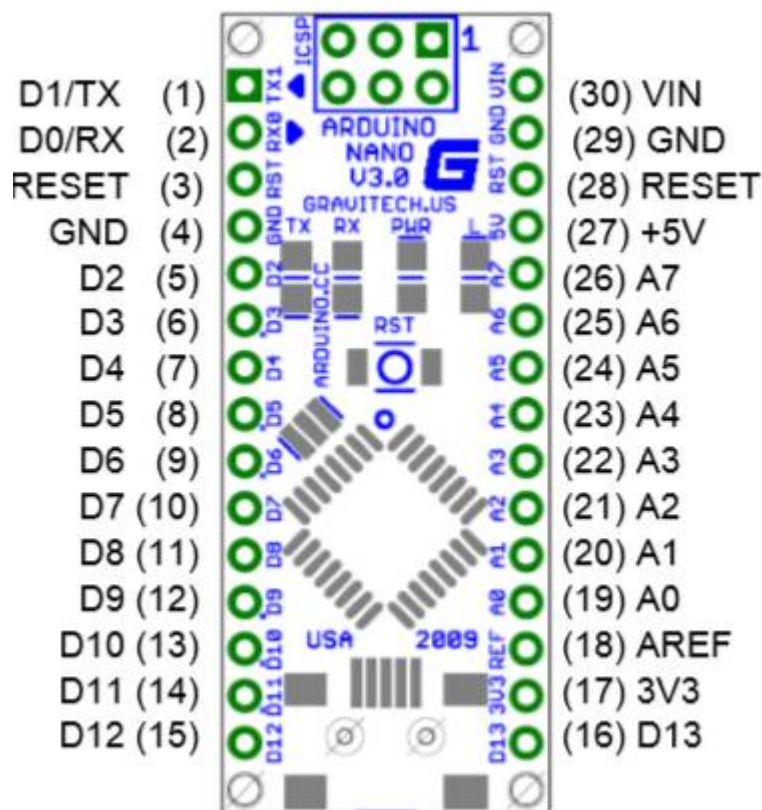 D1/TX (1)
D0/RX (2)
RESET (3)
GND (4)
D2 (5)
D3 (6)
D4 (7)
D5 (8)
D6 (9)
D7 (10)
D8 (11)
D9 (12)
D10 (13)
D11 (14)
D12 (15)
ICSP
1
TX1
RX0
RST
GND
D2
D3
D4
D5
D6
D7
D8
D9
D10
D11
D12
ARDUINO
NANO
V3.0
G
GRAVITECH.US
TX RX PWR L
ARDUINO.CC
RST
USA 2009
VIN
GND
RST
5V
A7
A6
A5
A4
A3
A2
A1
A0
REF
3V3
D13
(30) VIN
(29) GND
(28) RESET
(27) +5V
(26) A7
(25) A6
(24) A5
(23) A4
(22) A3
(21) A2
(20) A1
(19) A0
(18) AREF
(17) 3V3
(16) D13